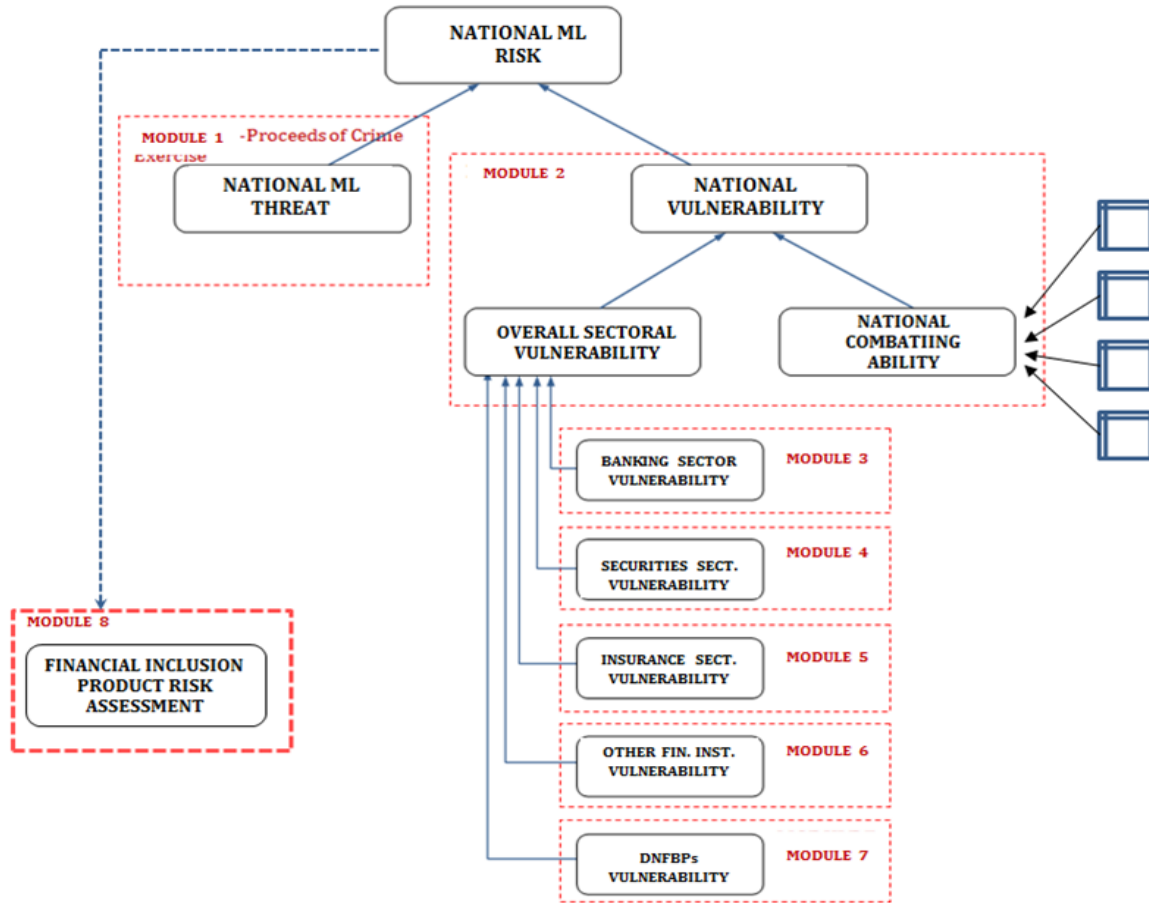 NATIONAL ML
RISK
MODULE 1 -Proceeds of Crime
Exercise
NATIONAL ML
THREAT
MODULE 2
NATIONAL
VULNERABILITY
OVERALL SECTORAL
VULNERABILITY
NATIONAL
COMBATIING
ABILITY
BANKING SECTOR
VULNERABILITY
MODULE 3
SECURITIES SECT.
VULNERABILITY
MODULE 4
INSURANCE SECT.
VULNERABILITY
MODULE 5
OTHER FIN. INST.
VULNERABILITY
MODULE 6
DNFBPs
VULNERABILITY
MODULE 7
MODULE 8
FINANCIAL INCLUSION
PRODUCT RISK
ASSESSMENT